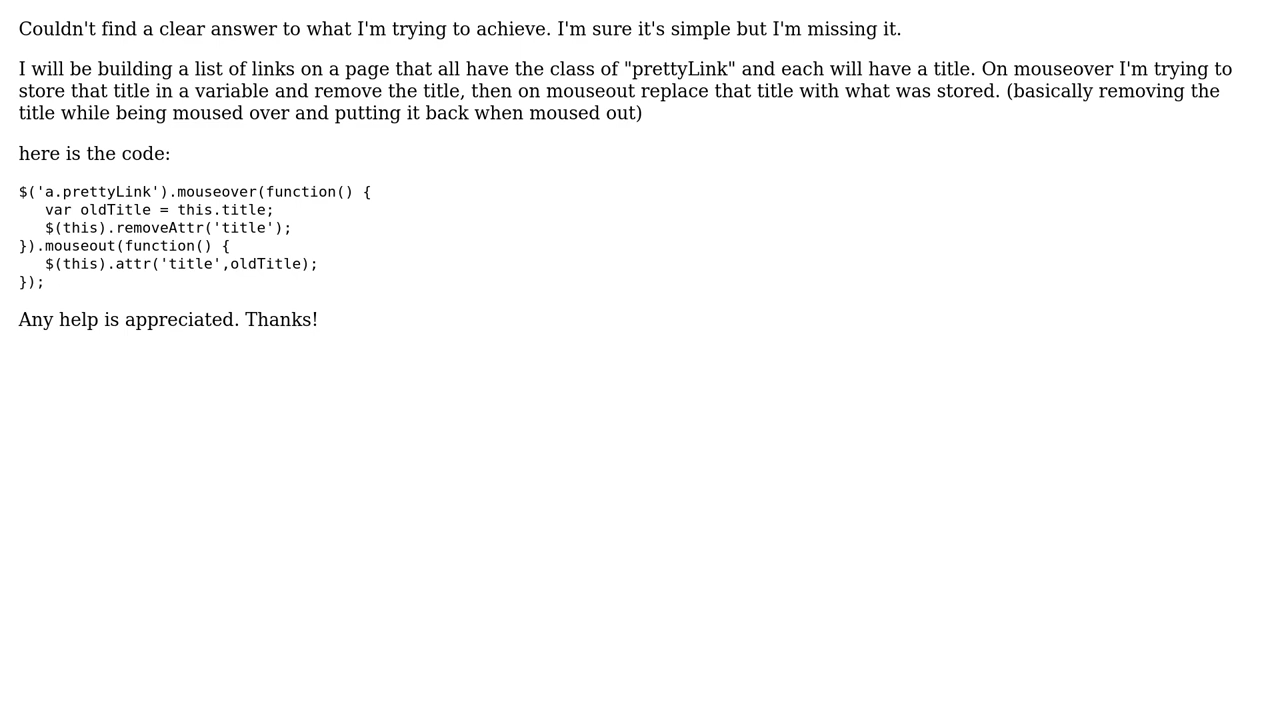 Couldn't find a clear answer to what I'm trying to achieve. I'm sure it's simple but I'm missing it.
I will be building a list of links on a page that all have the class of "prettyLink" and each will have a title. On mouseover I'm trying to
store that title in a variable and remove the title, then on mouseout replace that title with what was stored. (basically removing the
title while being moused over and putting it back when moused out)
here is the code:
$('a.prettyLink').mouseover(function() {
   var oldTitle = this.title;
   $(this).removeAttr('title');
}).mouseout(function() {
   $(this).attr('title',oldTitle);
});
Any help is appreciated. Thanks!